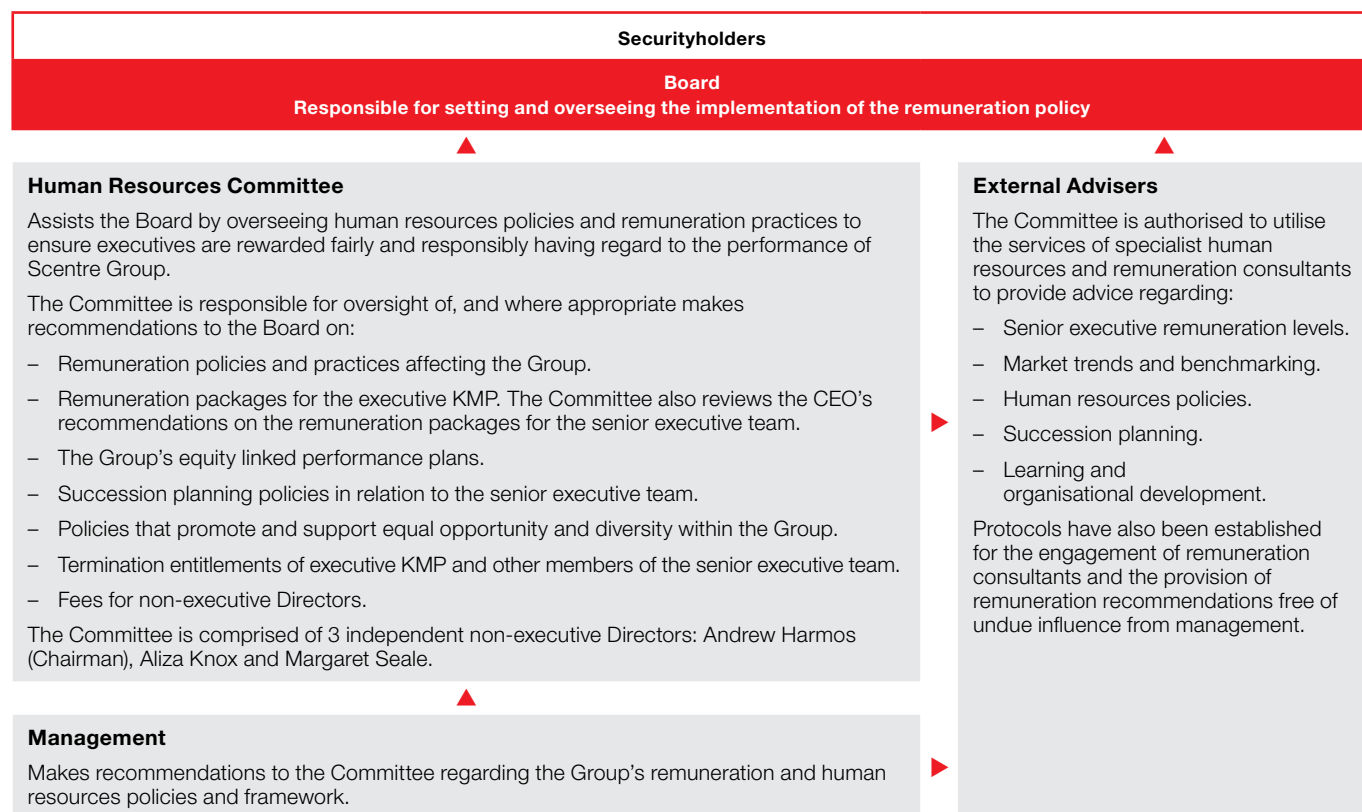 Securityholders
Board
Responsible for setting and overseeing the implementation of the remuneration policy
Human Resources Committee
Assists the Board by overseeing human resources policies and remuneration practices to
ensure executives are rewarded fairly and responsibly having regard to the performance of
Scentre Group.
The Committee is responsible for oversight of, and where appropriate makes
recommendations to the Board on:
– Remuneration policies and practices affecting the Group.
– Remuneration packages for the executive KMP. The Committee also reviews the CEO's
recommendations on the remuneration packages for the senior executive team.
– The Group's equity linked performance plans.
– Succession planning policies in relation to the senior executive team.
– Policies that promote and support equal opportunity and diversity within the Group.
– Termination entitlements of executive KMP and other members of the senior executive team.
– Fees for non-executive Directors.
The Committee is comprised of 3 independent non-executive Directors: Andrew Harmos
(Chairman), Aliza Knox and Margaret Seale.
Management
Makes recommendations to the Committee regarding the Group's remuneration and human
resources policies and framework.
External Advisers
The Committee is authorised to utilise
the services of specialist human
resources and remuneration consultants
to provide advice regarding:
– Senior executive remuneration levels.
– Market trends and benchmarking.
– Human resources policies.
– Succession planning.
– Learning and
organisational development.
Protocols have also been established
for the engagement of remuneration
consultants and the provision of
remuneration recommendations free of
undue influence from management.